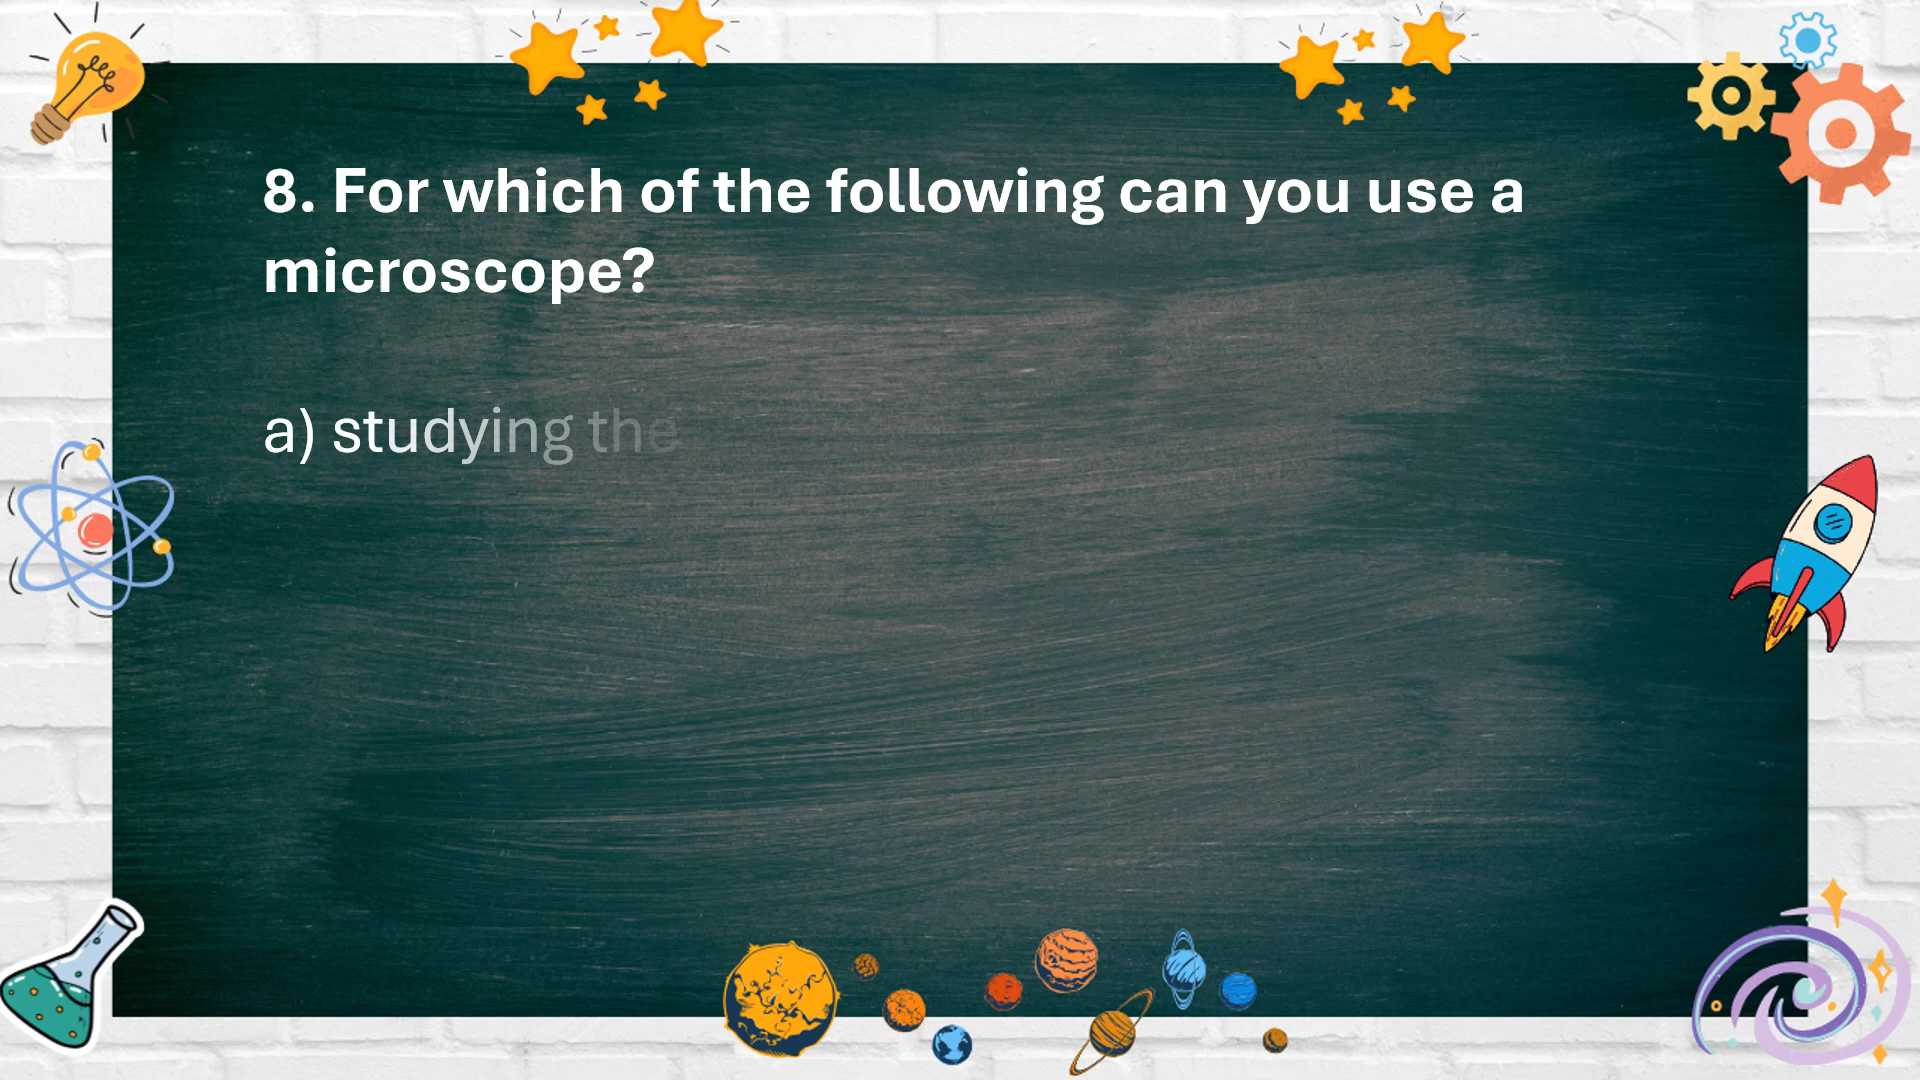 8. For which of the following can you use a
microscope?
a) studying the